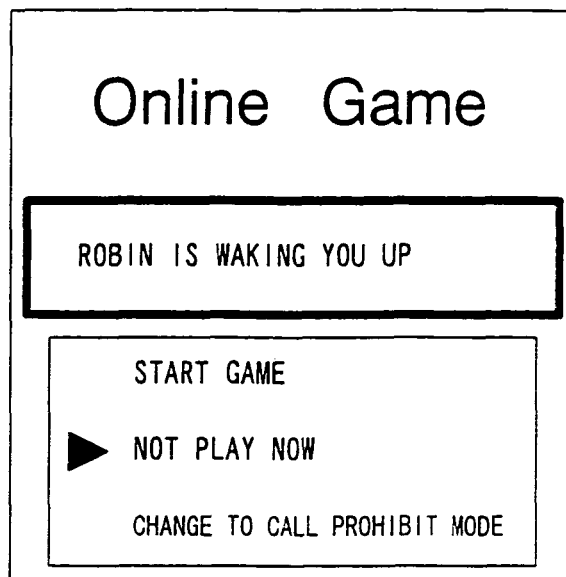 Online Game
ROBIN IS WAKING YOU UP
START GAME
NOT PLAY NOW
CHANGE TO CALL PROHIBIT MODE